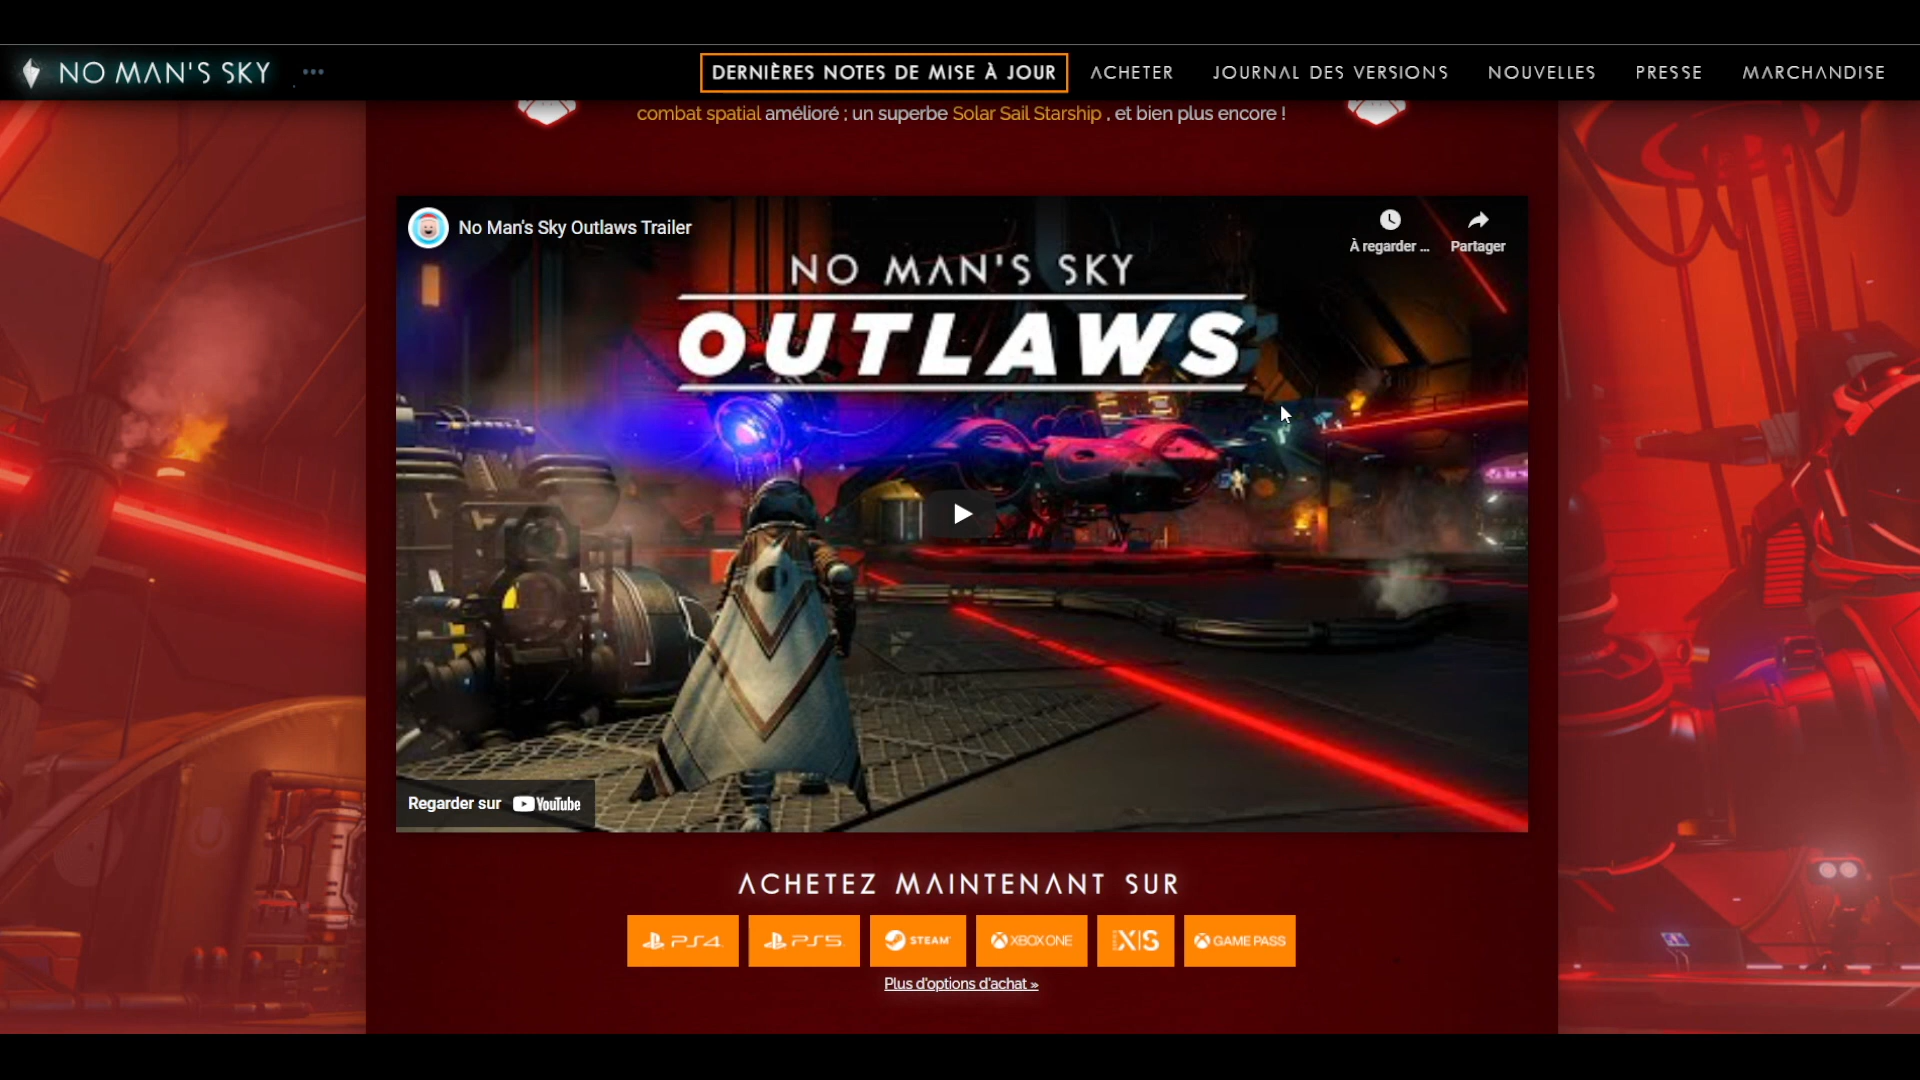 NO MAN'S SKY
DERNIÈRES NOTES DE MISE À JOUR
ACHETER
JOURNAL DES VERSIONS
NOUVELLES
PRESSE
MARCHANDISE
combat spatial amélioré ; un superbe Solar Sail Starship , et bien plus encore !
No Man's Sky Outlaws Trailer
À regarder ...
Partager
NO MAN'S SKY
OUTLAWS
Regarder sur YouTube
ACHETEZ MAINTENANT SUR
PS4
PS5
STEAM
XBOX ONE
X|S
GAME PASS
Plus d'options d'achat »